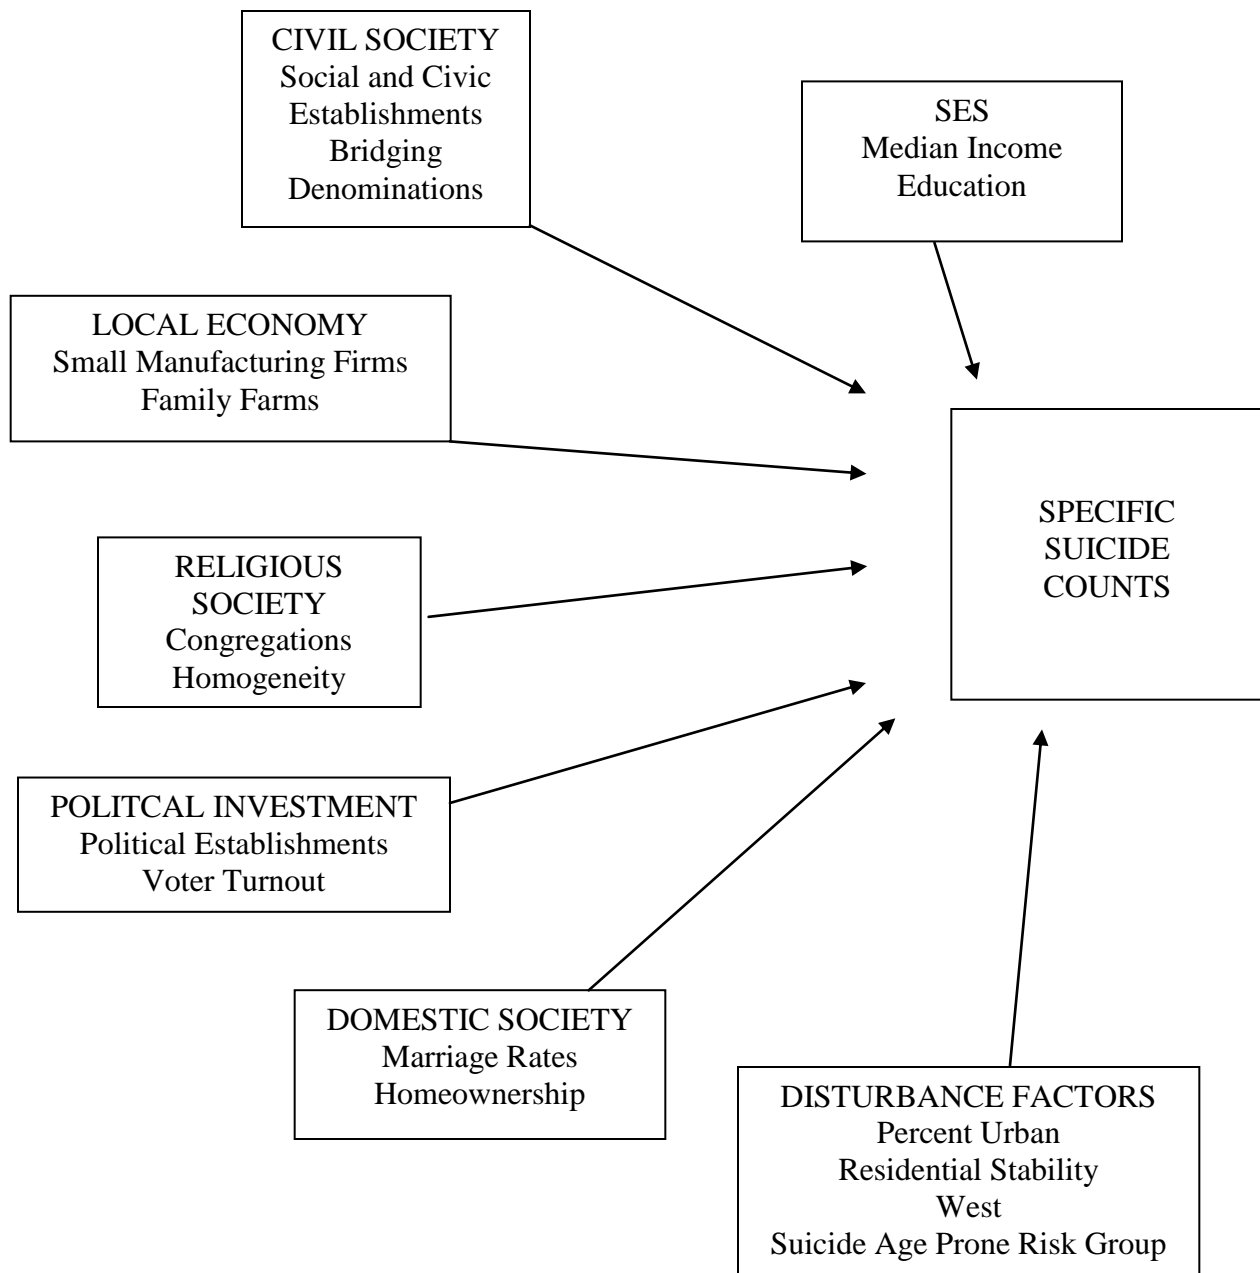 CIVIL SOCIETY
Social and Civic
Establishments
Bridging
Denominations
SES
Median Income
Education
LOCAL ECONOMY
Small Manufacturing Firms
Family Farms
SPECIFIC
SUICIDE
COUNTS
RELIGIOUS
SOCIETY
Congregations
Homogeneity
POLITCAL INVESTMENT
Political Establishments
Voter Turnout
DOMESTIC SOCIETY
Marriage Rates
Homeownership
DISTURBANCE FACTORS
Percent Urban
Residential Stability
West
Suicide Age Prone Risk Group